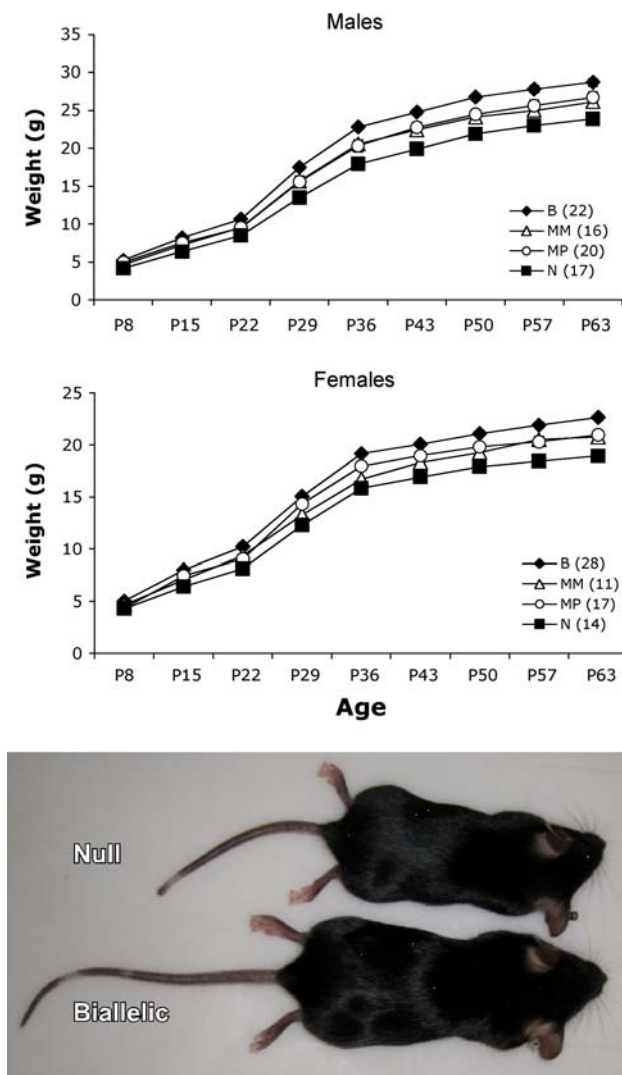 Males
Weight (g)
35
30
25
20
15
10
5
0
B (22)
MM (16)
MP (20)
N (17)
P8 P15 P22 P29 P36 P43 P50 P57 P63
Females
Weight (g)
25
20
15
10
5
0
B (28)
MM (11)
MP (17)
N (14)
P8 P15 P22 P29 P36 P43 P50 P57 P63
Age
Null
Biallelic